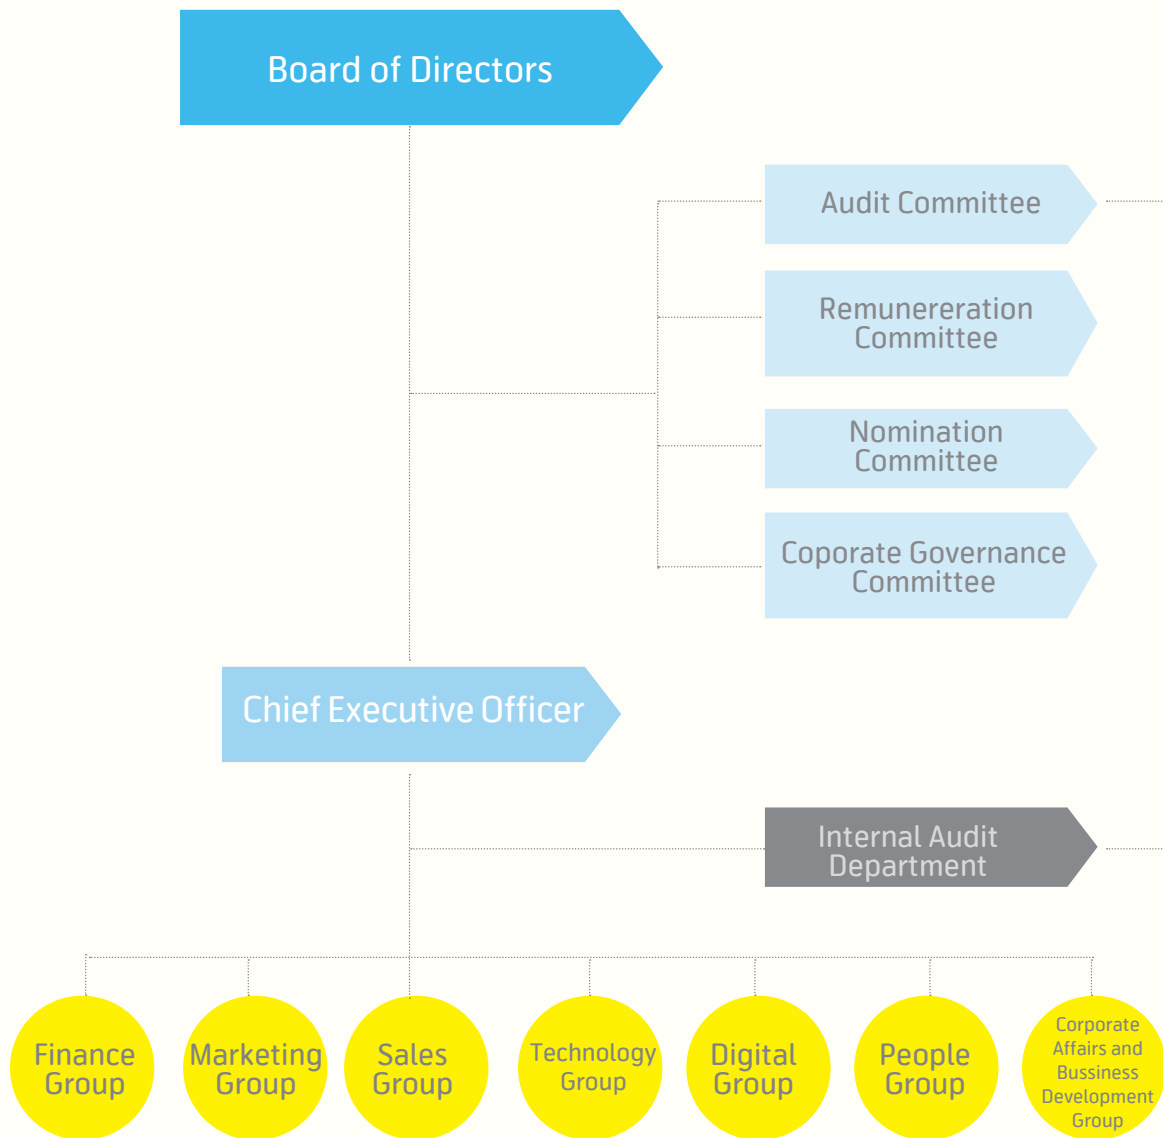 Board of Directors
Audit Committee
Remunereration
Committee
Nomination
Committee
Coporate Governance
Committee
Chief Executive Officer
Internal Audit
Department
Finance
Group
Marketing
Group
Sales
Group
Technology
Group
Digital
Group
People
Group
Corporate
Affairs and
Bussiness
Development
Group